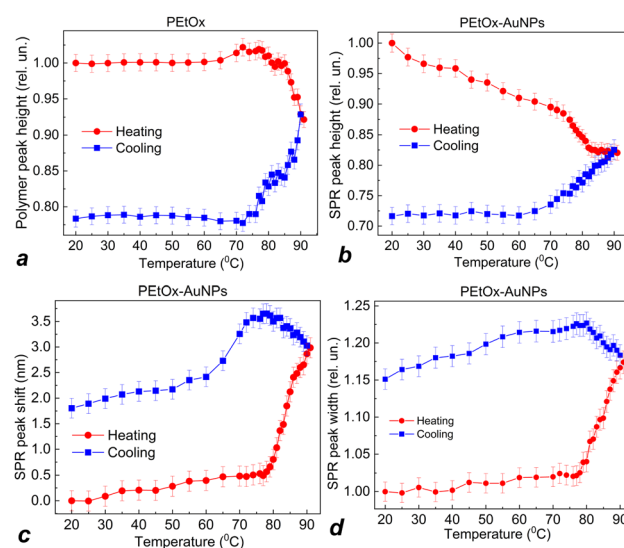 PEtOx
Polymer peak height (rel. un.)
1.05
1.00
0.95
0.90
0.85
0.80
Heating
Cooling
20 30 40 50 60 70 80 90
Temperature (⁰C)
a
PEtOx-AuNPs
SPR peak height (rel. un.)
1.00
0.95
0.90
0.85
0.80
0.75
0.70
Heating
Cooling
20 30 40 50 60 70 80 90
Temperature (⁰C)
b
PEtOx-AuNPs
SPR peak shift (nm)
3.5
3.0
2.5
2.0
1.5
1.0
0.5
0.0
Heating
Cooling
20 30 40 50 60 70 80 90
Temperature (⁰C)
c
PEtOx-AuNPs
SPR peak width (rel. un.)
1.25
1.20
1.15
1.10
1.05
1.00
Heating
Cooling
20 30 40 50 60 70 80 90
Temperature (⁰C)
d